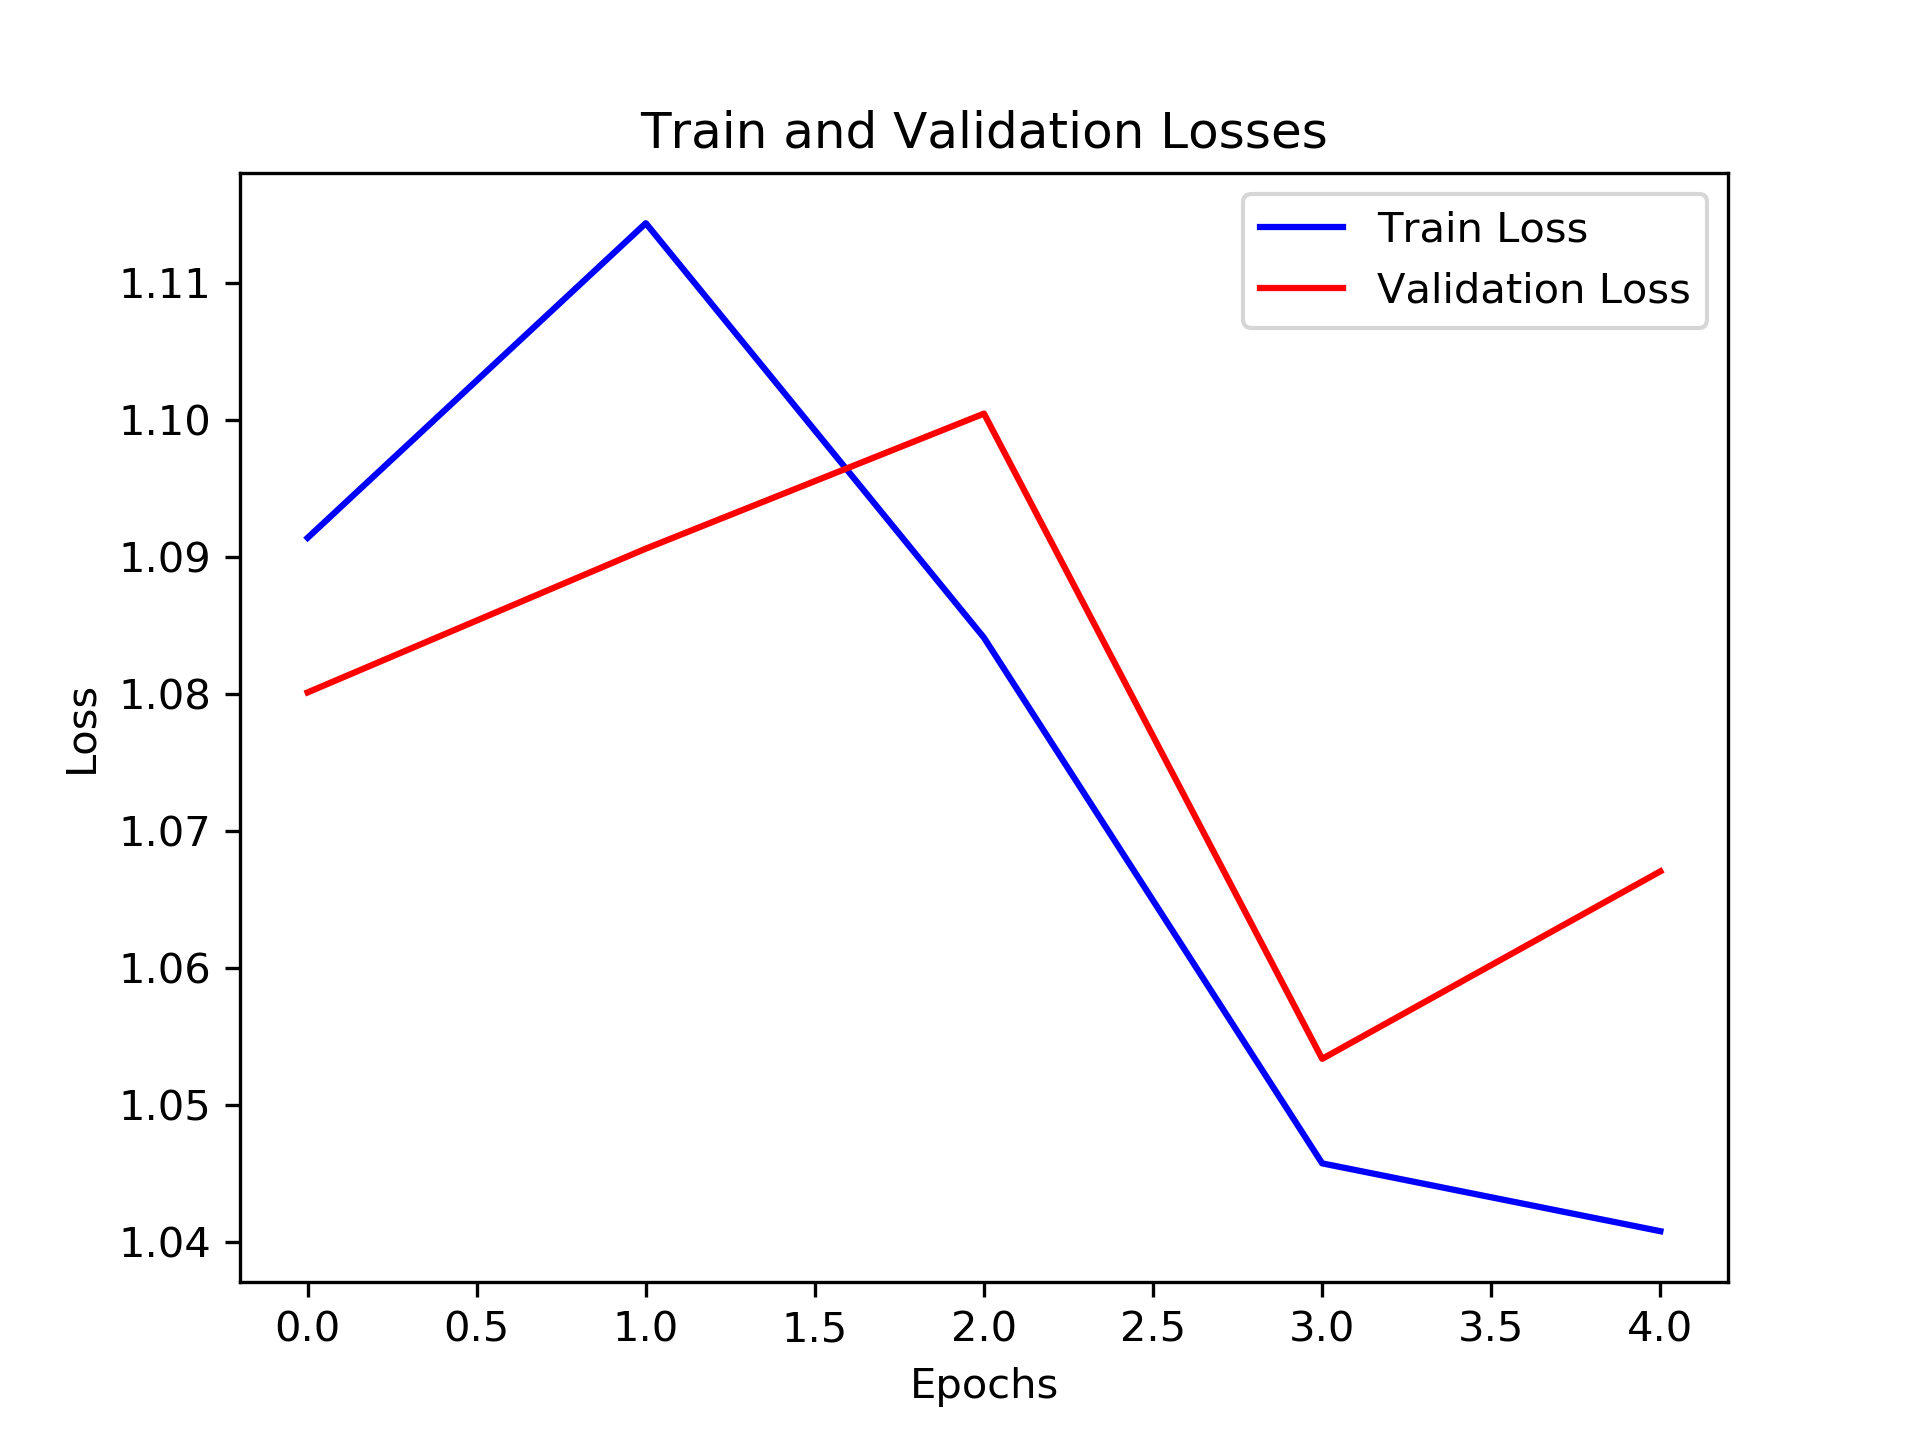 Train and Validation Losses
Train Loss
Validation Loss
1.11
1.10
1.09
1.08
1.07
1.06
1.05
1.04
Loss
0.0 0.5 1.0 1.5 2.0 2.5 3.0 3.5 4.0
Epochs